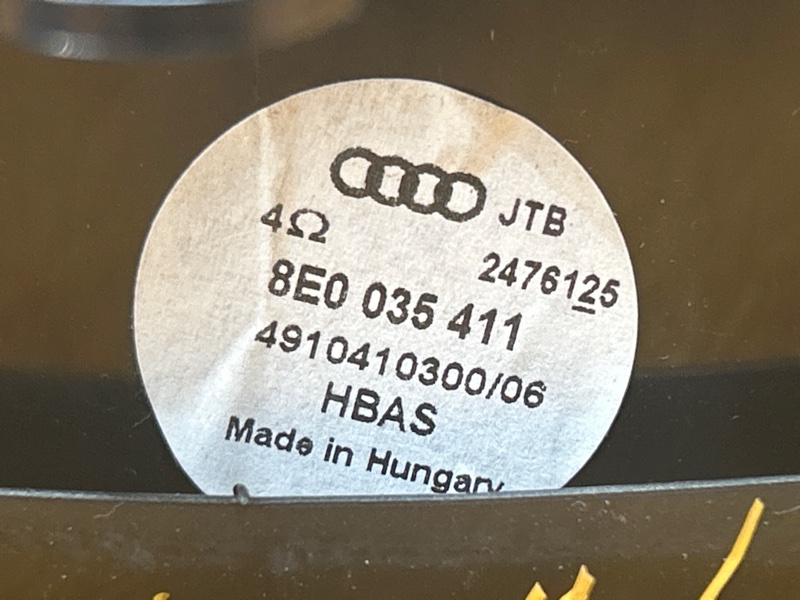 JTB
4Ω
2476125
8E0 035 411
4910410300/06
HBAS
Made in Hungary